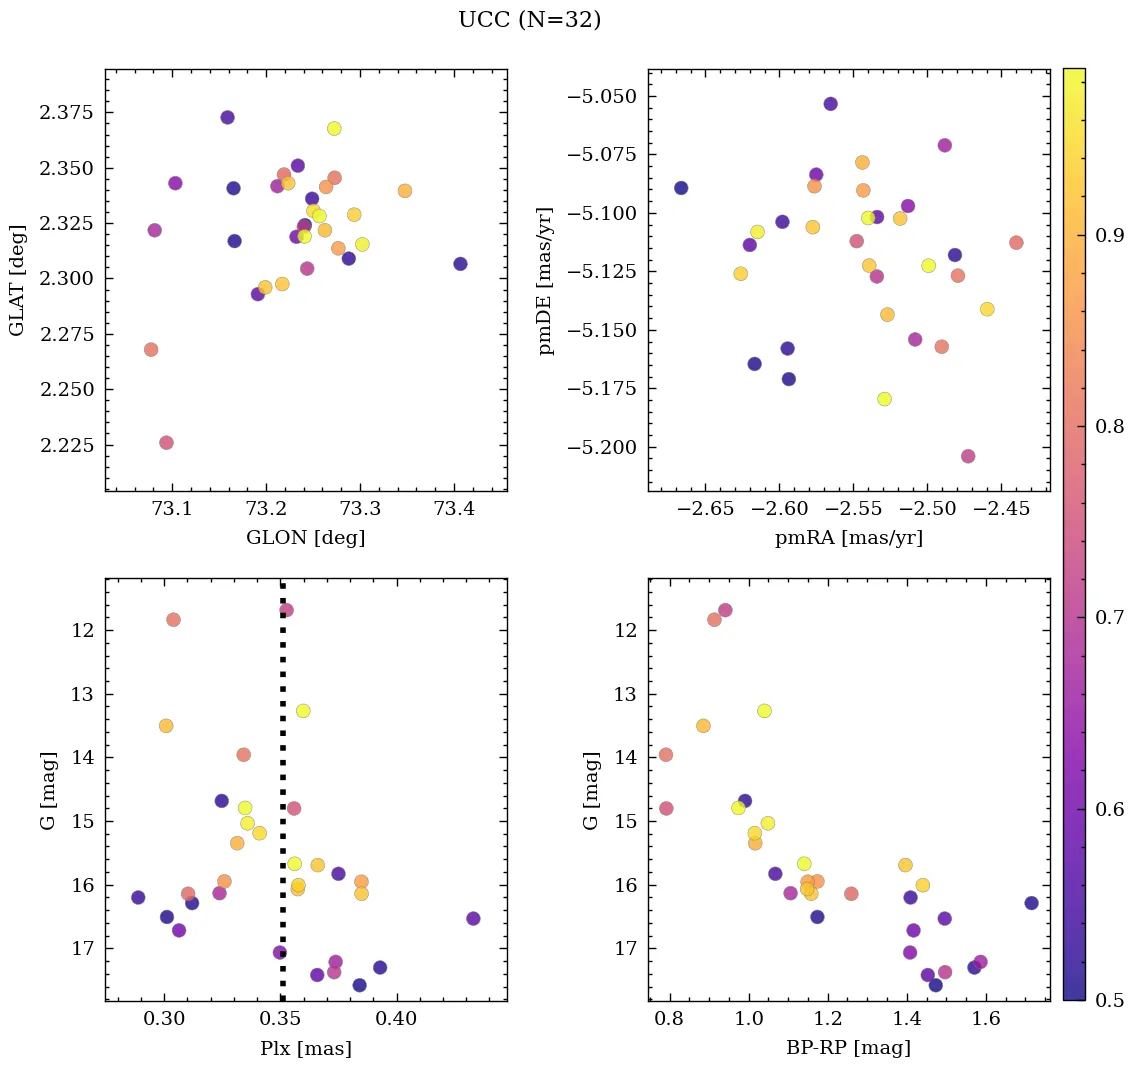 UCC (N=32)
2.375
2.350
2.325
2.300
2.275
2.250
2.225
GLAT [deg]
73.1 73.2 73.3 73.4
GLON [deg]
−5.050
−5.075
−5.100
−5.125
−5.150
−5.175
−5.200
pmDE [mas/yr]
−2.65 −2.60 −2.55 −2.50 −2.45
pmRA [mas/yr]
12
13
14
15
16
17
G [mag]
0.30 0.35 0.40
Plx [mas]
12
13
14
15
16
17
G [mag]
0.8 1.0 1.2 1.4 1.6
BP-RP [mag]
0.9
0.8
0.7
0.6
0.5